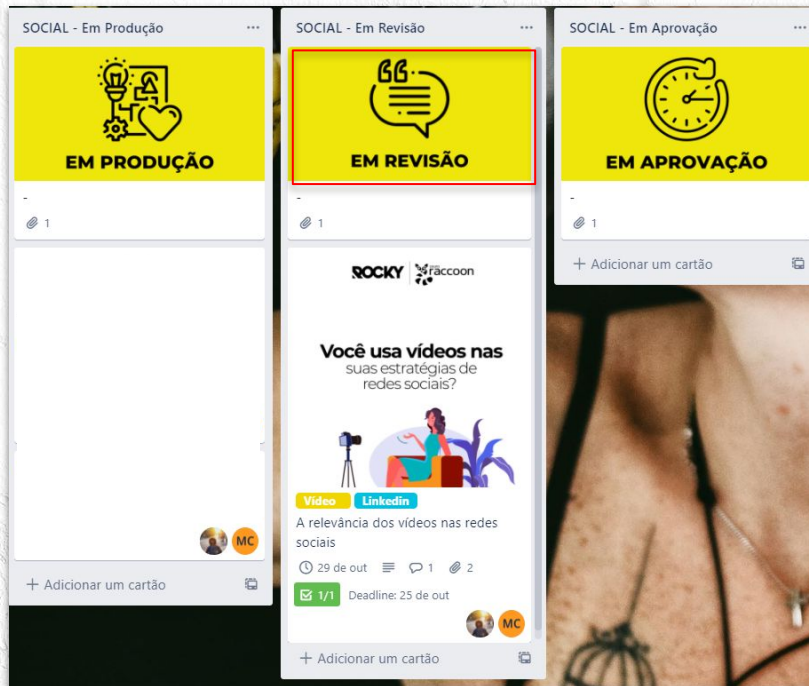 SOCIAL - Em Produção
EM PRODUÇÃO
-
1
MC
+ Adicionar um cartão
SOCIAL - Em Revisão
EM REVISÃO
-
1
ROCKY raccoon
Você usa vídeos nas
suas estratégias de
redes sociais?
Vídeo Linkedin
A relevância dos vídeos nas redes
sociais
29 de out 1 2
1/1 Deadline: 25 de out
MC
+ Adicionar um cartão
SOCIAL - Em Aprovação
EM APROVAÇÃO
-
1
+ Adicionar um cartão